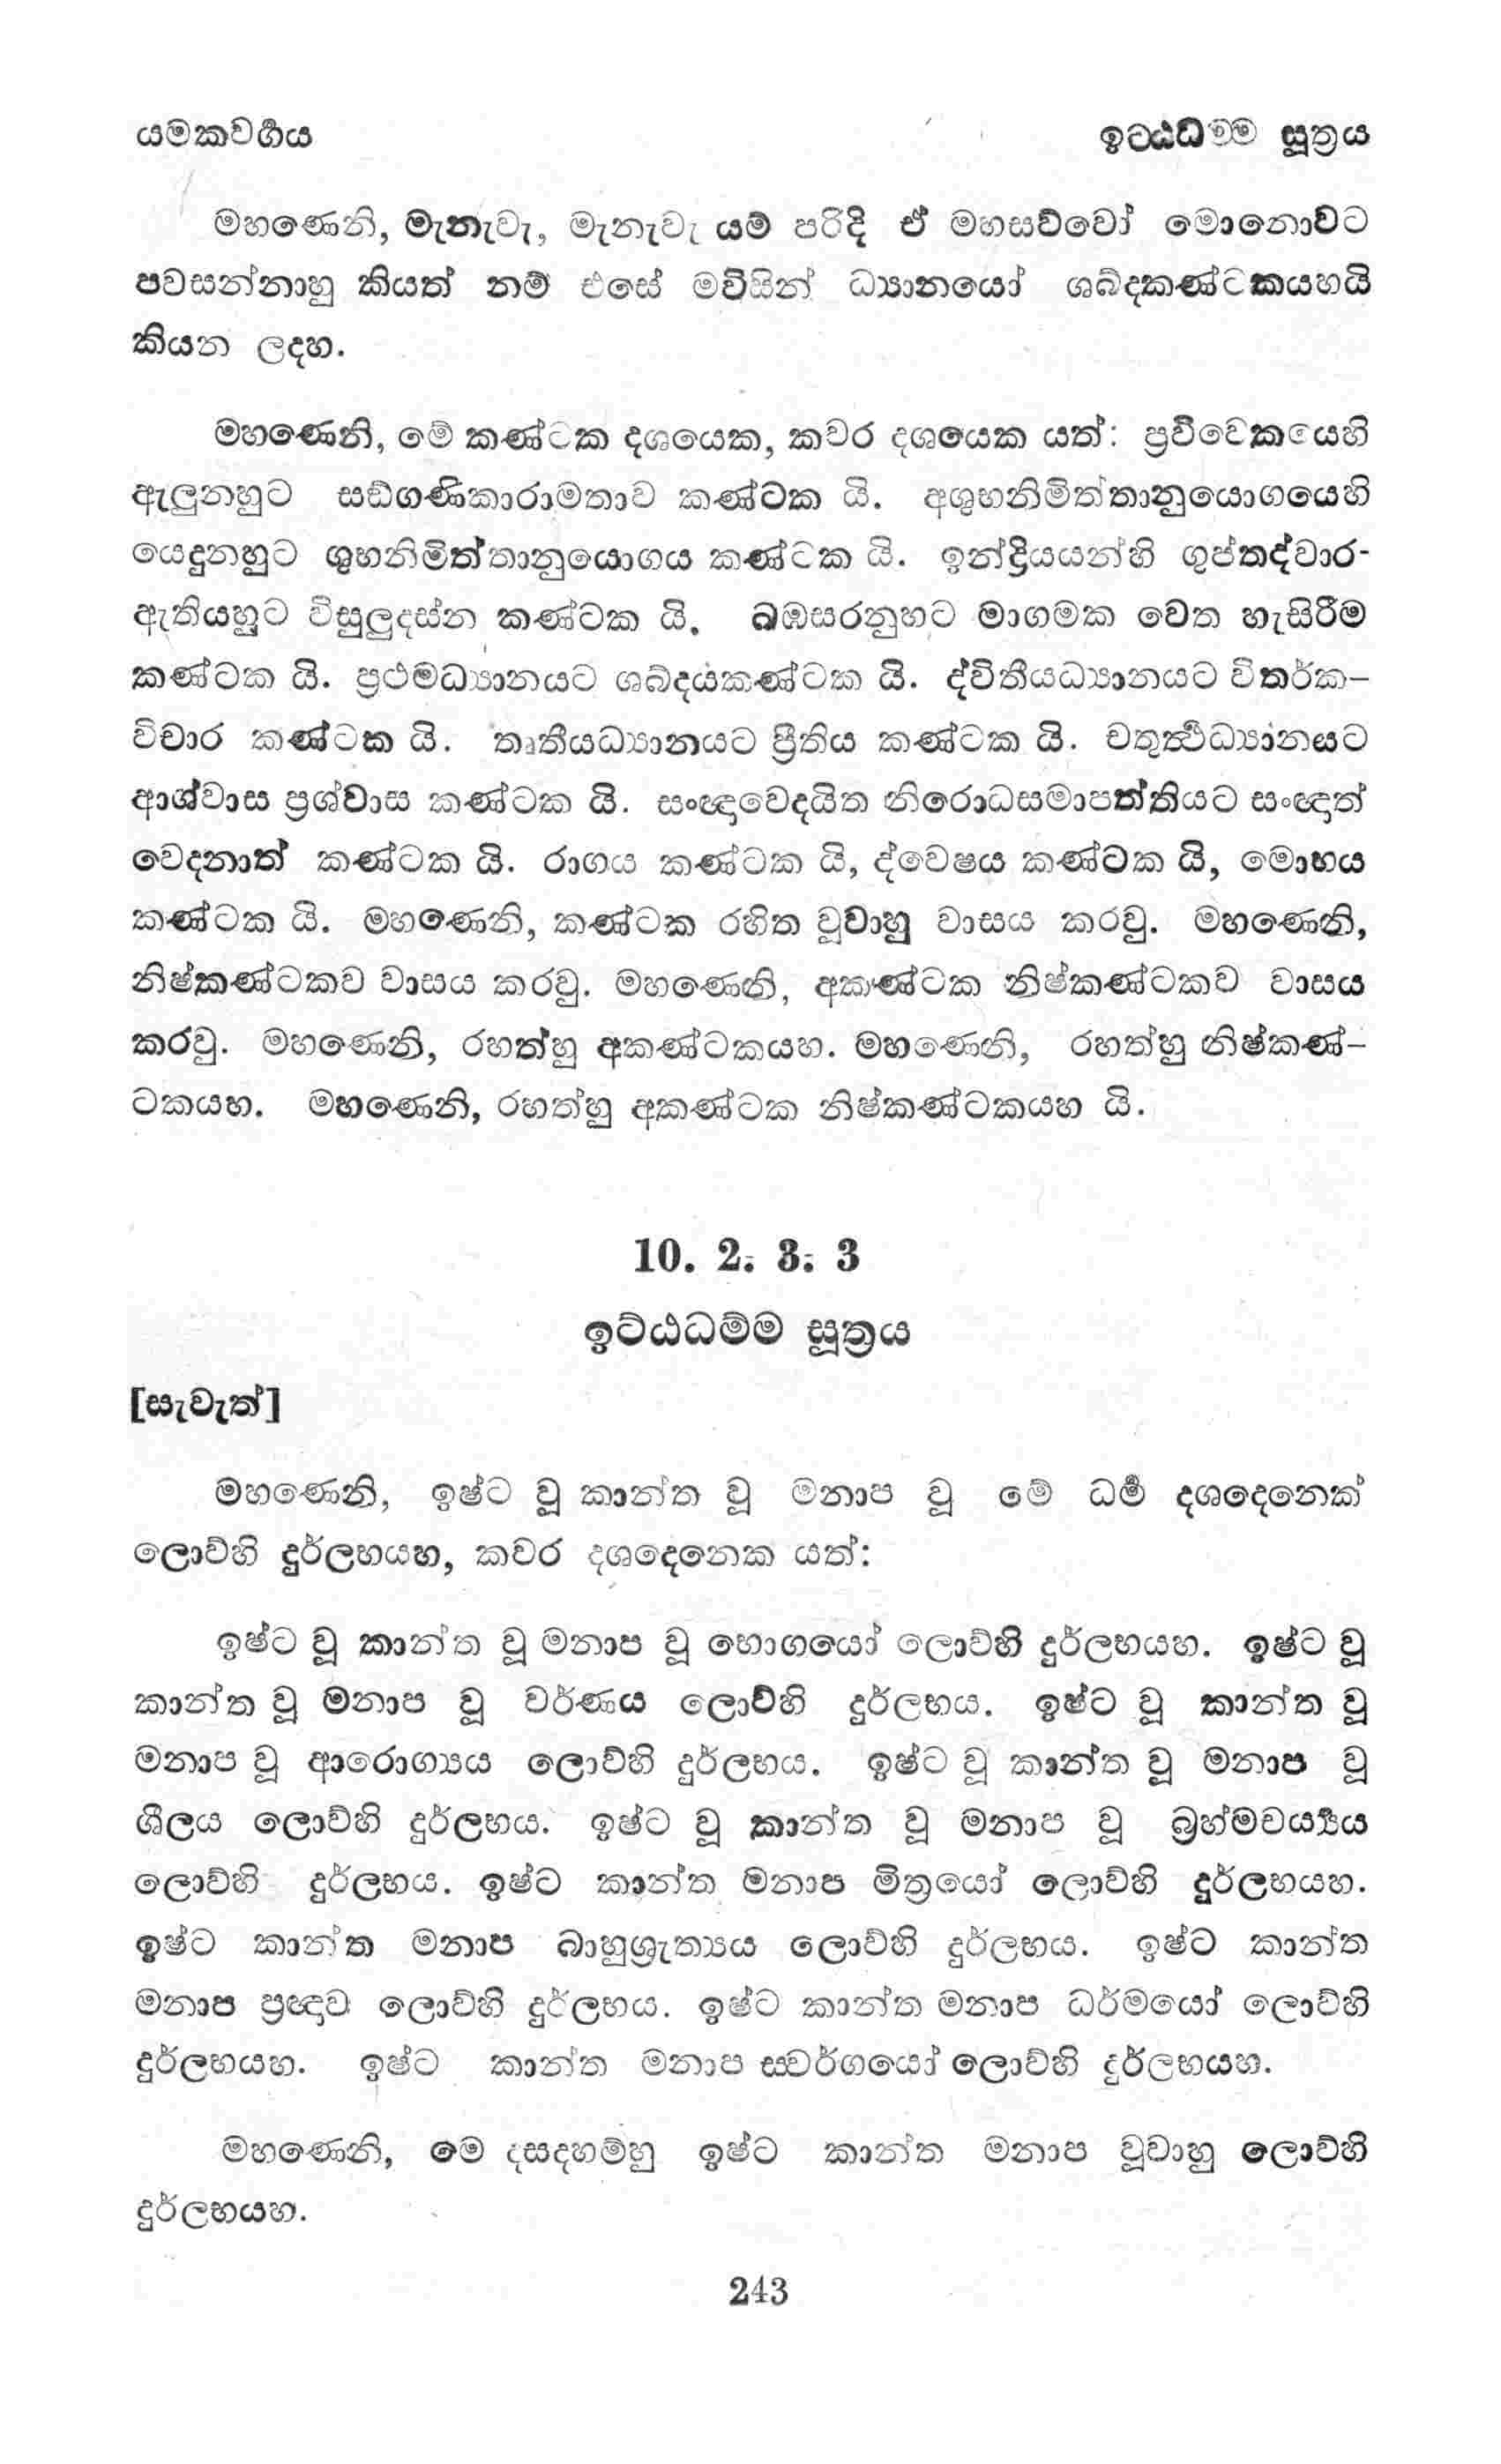 යමකවර්‍ගය ඉට්ඨධම්ම සූත්‍රය
මහණෙනි, මැනැවැ, මැනැවැ යම් පරිදි ඒ මහසව්වෝ මොනොවට
පවසන්නාහු කියත් නම් එසේ මවිසින් ධ්‍යානයෝ ශබ්දකණ්ටකයහයි
කියන ලදහ.
මහණෙනි, මේ කණ්ටක දශයෙක, කවර දශයෙක යත්: ප්‍රවිවෙකයෙහි
ඇලුනහුට සඞ්ගණිකාරාමතාව කණ්ටක යි. අශුභනිමිත්තානුයොගයෙහි
යෙදුනහුට ශුභනිමිත්තානුයොගය කණ්ටක යි. ඉන්ද්‍රියයන්හි ගුප්තද්වාර-
ඇතියහුට විසුලුදස්න කණ්ටක යි. බඹසරනුහට මාගමක වෙත හැසිරීම
කණ්ටක යි. ප්‍රථමධ්‍යානයට ශබ්දයකණ්ටක යි. ද්විතීයධ්‍යානයට විතර්ක-
විචාර කණ්ටක යි. තෘතීයධ්‍යානයට ප්‍රීතිය කණ්ටක යි. චතුර්‍ත්‍ථධ්‍යානයට
ආශ්වාස ප්‍රශ්වාස කණ්ටක යි. සංඥාවෙදයිත නිරොධසමාපත්තියට සංඥාත්
වෙදනාත් කණ්ටක යි. රාගය කණ්ටක යි, ද්වෙෂය කණ්ටක යි, මොහය
කණ්ටක යි. මහණෙනි, කණ්ටක රහිත වූවාහු වාසය කරවු. මහණෙනි,
නිෂ්කණ්ටකව වාසය කරවු. මහණෙනි, අකණ්ටක නිෂ්කණ්ටකව වාසය
කරවු. මහණෙනි, රහත්හු අකණ්ටකයහ. මහණෙනි, රහත්හු නිෂ්කණ්-
ටකයහ. මහණෙනි, රහත්හු අකණ්ටක නිෂ්කණ්ටකයහ යි.
10. 2. 3. 3
ඉට්ඨධම්ම සූත්‍රය
[සැවැත්]
මහණෙනි, ඉෂ්ට වූ කාන්ත වූ මනාප වූ මේ ධර්‍ම දශදෙනෙක්
ලොව්හි දුර්ලභයහ, කවර දශදෙනෙක යත්:
ඉෂ්ට වූ කාන්ත වූ මනාප වූ භොගයෝ ලොව්හි දුර්ලභයහ. ඉෂ්ට වූ
කාන්ත වූ මනාප වූ වර්ණය ලොව්හි දුර්ලභය. ඉෂ්ට වූ කාන්ත වූ
මනාප වූ ආරොග්‍යය ලොව්හි දුර්ලභය. ඉෂ්ට වූ කාන්ත වූ මනාප වූ
ශීලය ලොව්හි දුර්ලභය. ඉෂ්ට වූ කාන්ත වූ මනාප වූ බ්‍රහ්මචර්‍ය්‍යය
ලොව්හි දුර්ලභය. ඉෂ්ට කාන්ත මනාප මිත්‍රයෝ ලොව්හි දුර්ලභයහ.
ඉෂ්ට කාන්ත මනාප බාහුශ්‍රැත්‍යය ලොව්හි දුර්ලභය. ඉෂ්ට කාන්ත
මනාප ප්‍රඥාව ලොව්හි දුර්ලභය. ඉෂ්ට කාන්ත මනාප ධර්මයෝ ලොව්හි
දුර්ලභයහ. ඉෂ්ට කාන්ත මනාප ස්වර්ගයෝ ලොව්හි දුර්ලභයහ.
මහණෙනි, මෙ දසදහම්හු ඉෂ්ට කාන්ත මනාප වූවාහු ලොව්හි
දුර්ලභයහ.
243